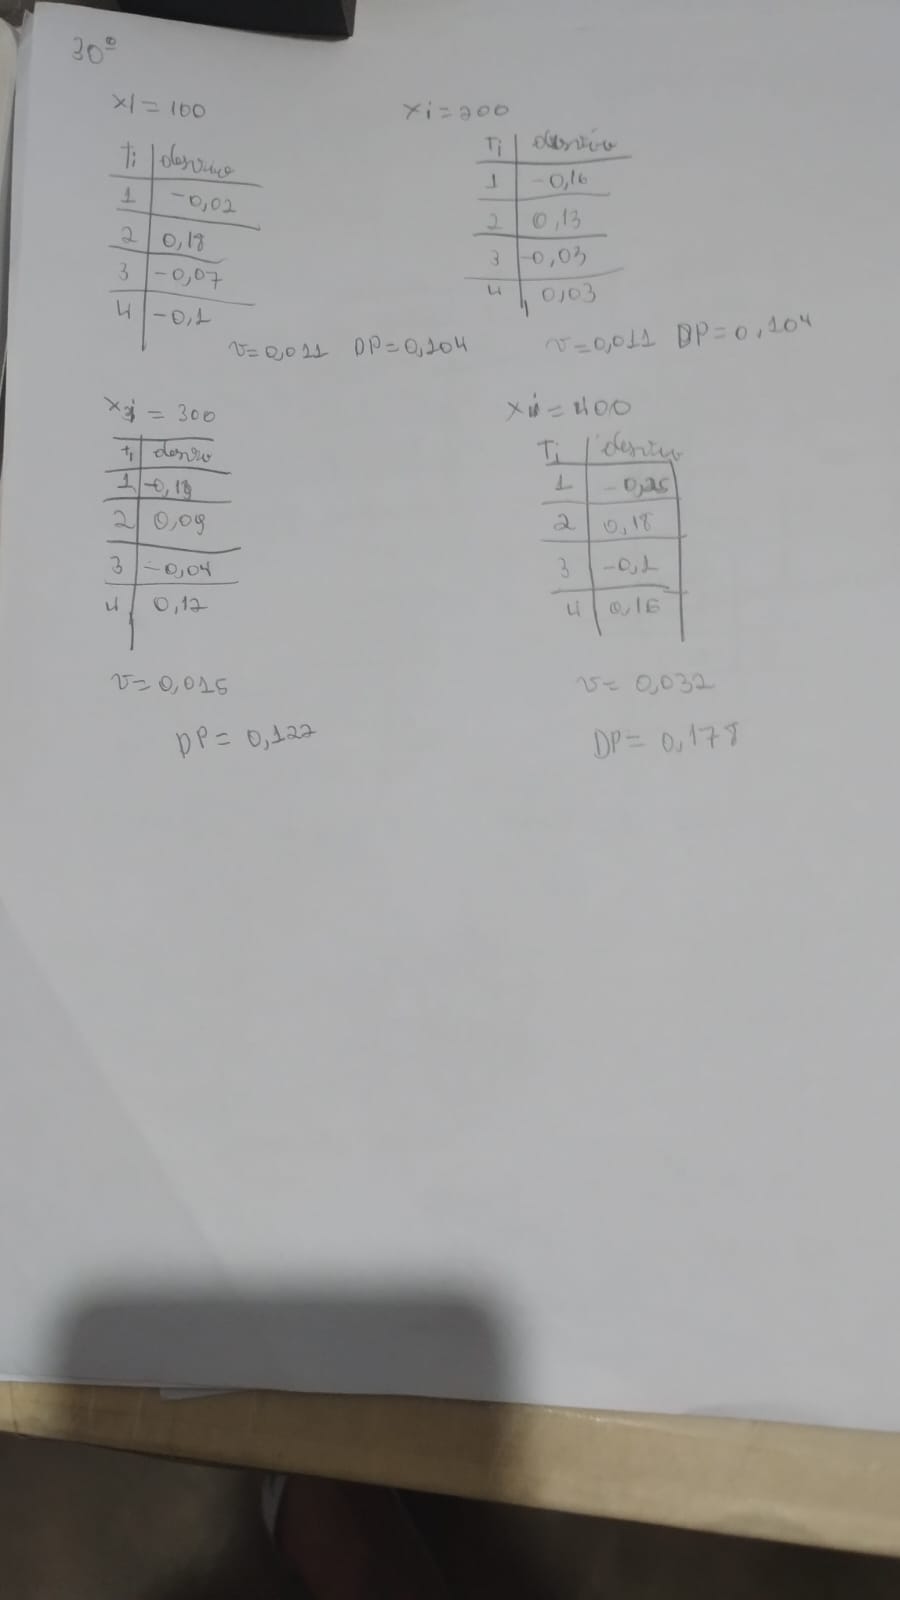 30º
xi = 100
Ti desvio
1 -0,02
2 0,18
3 -0,07
4 -0,1
v=0,011 DP=0,104
xi=200
Ti desvio
1 -0,16
2 0,13
3 -0,03
4 0,03
v=0,011 DP=0,104
xi = 300
ti desvio
1 -0,18
2 0,09
3 -0,04
4 0,12
v=0,015
DP= 0,122
xi=400
Ti desvio
1 -0,25
2 0,18
3 -0,1
4 0,16
v= 0,032
DP= 0,178